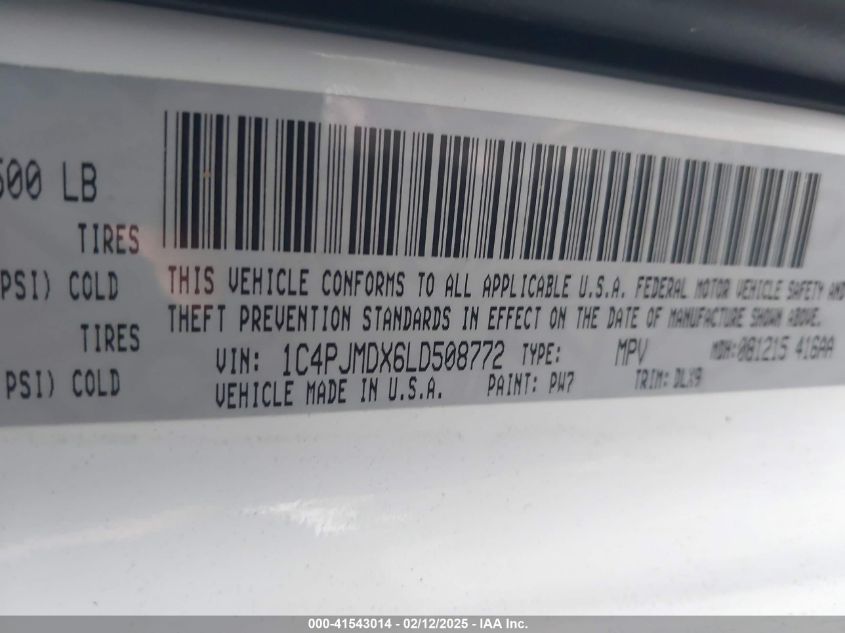 500 LB
TIRES
PSI) COLD
TIRES
PSI) COLD
THIS VEHICLE CONFORMS TO ALL APPLICABLE U.S.A. FEDERAL MOTOR VEHICLE SAFETY AND
THEFT PREVENTION STANDARDS IN EFFECT ON THE DATE OF MANUFACTURE SHOWN ABOVE.
VIN: 1C4PJMDX6LD508772 TYPE: MPV MDH:081215 416AA
VEHICLE MADE IN U.S.A. PAINT: PW7 TRIM: DLX9
000-41543014 - 02/12/2025 - IAA Inc.